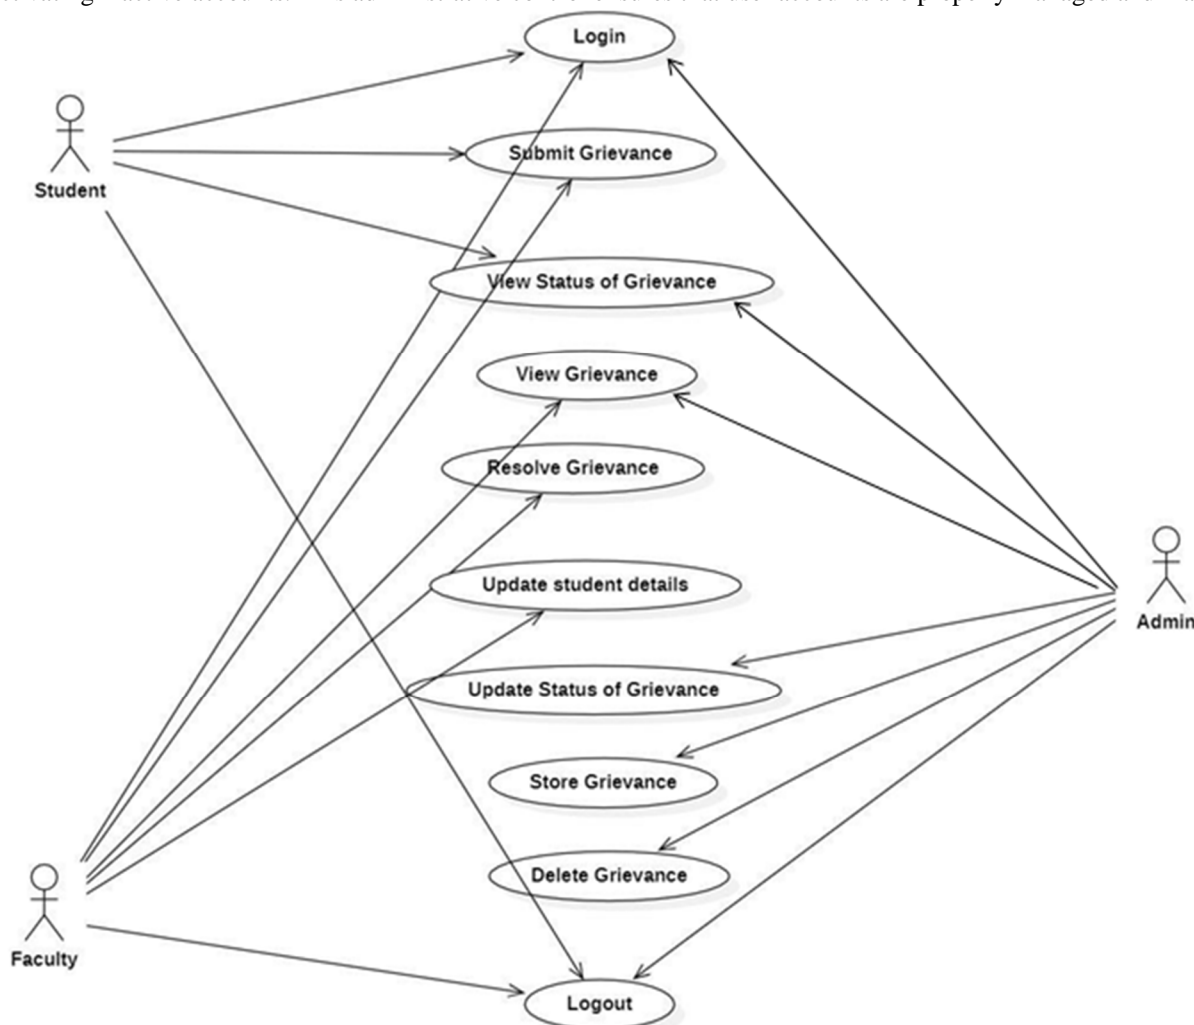 Login
Submit Grievance
Student
View Status of Grievance
View Grievance
Resolve Grievance
Update student details
Admin
Update Status of Grievance
Store Grievance
Delete Grievance
Faculty
Logout